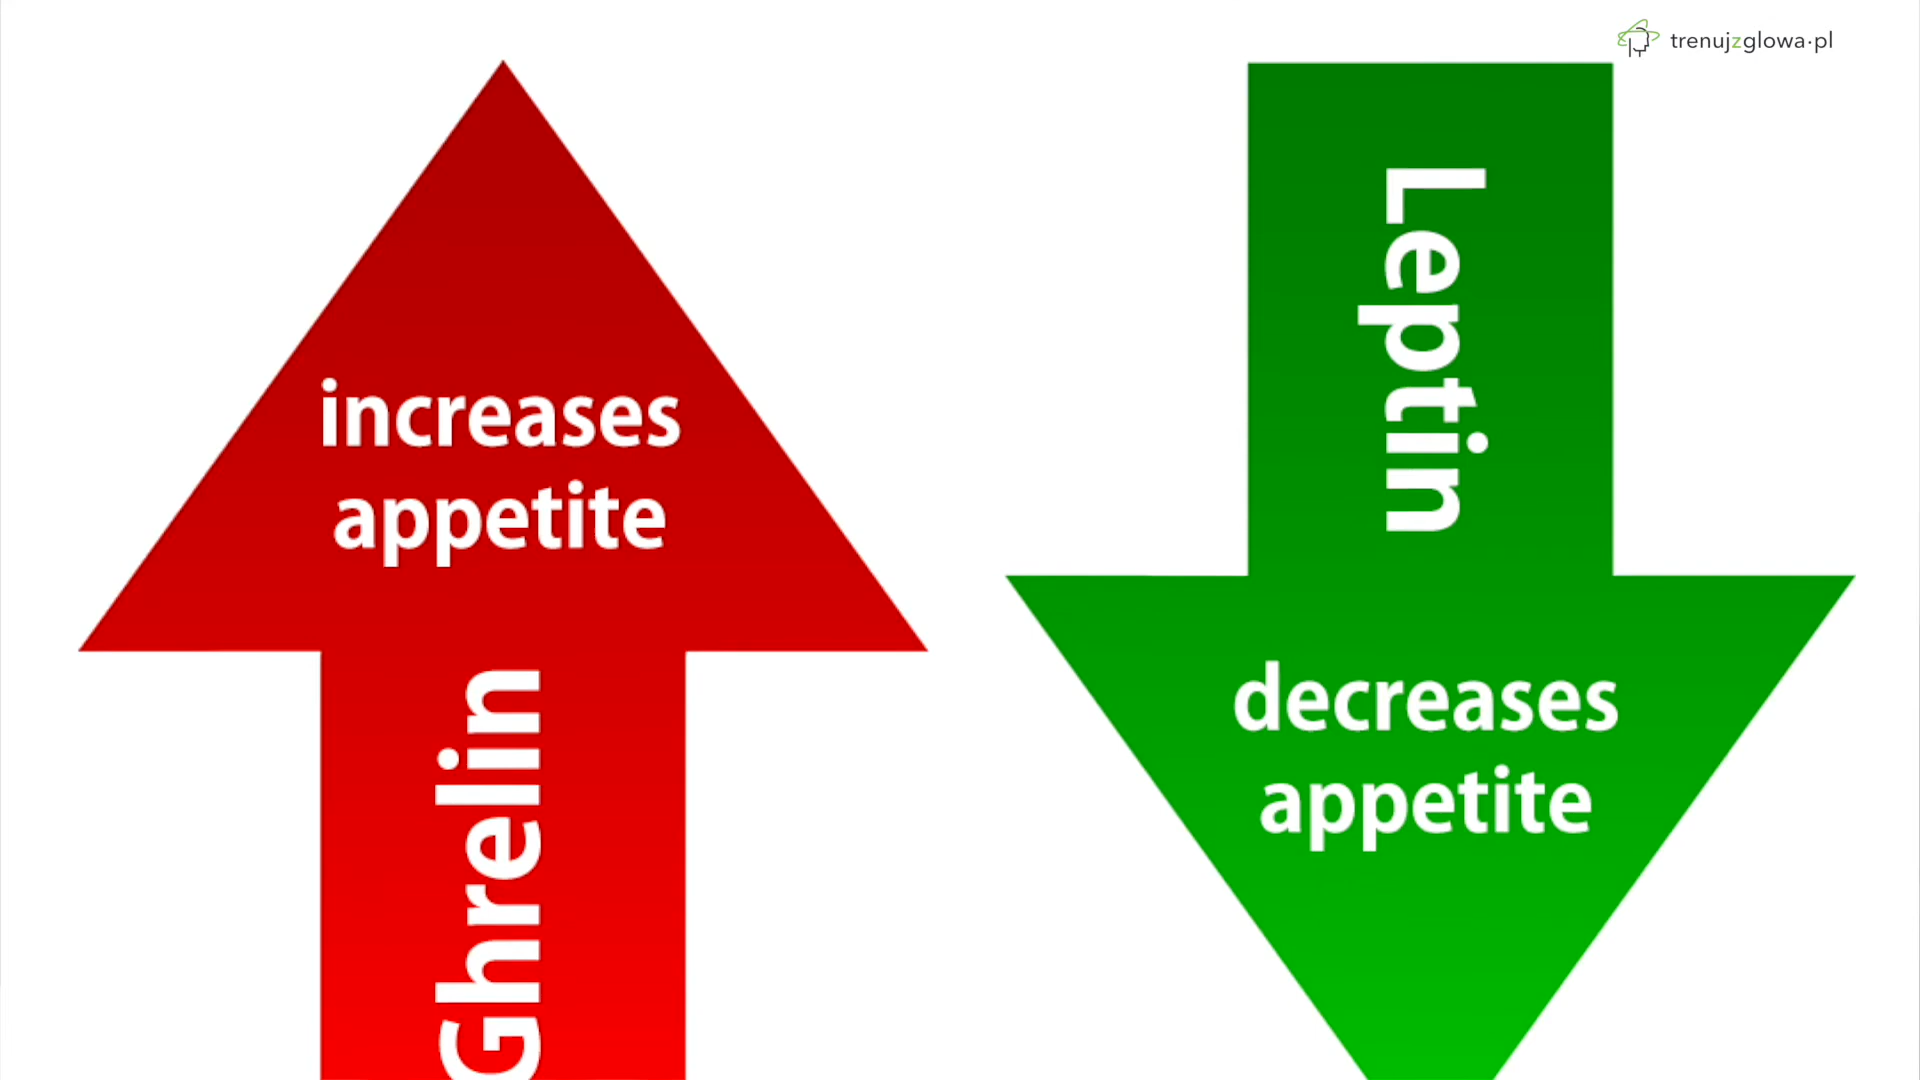 trenujzglowa.pl
increases
appetite
Ghrelin
Leptin
decreases
appetite